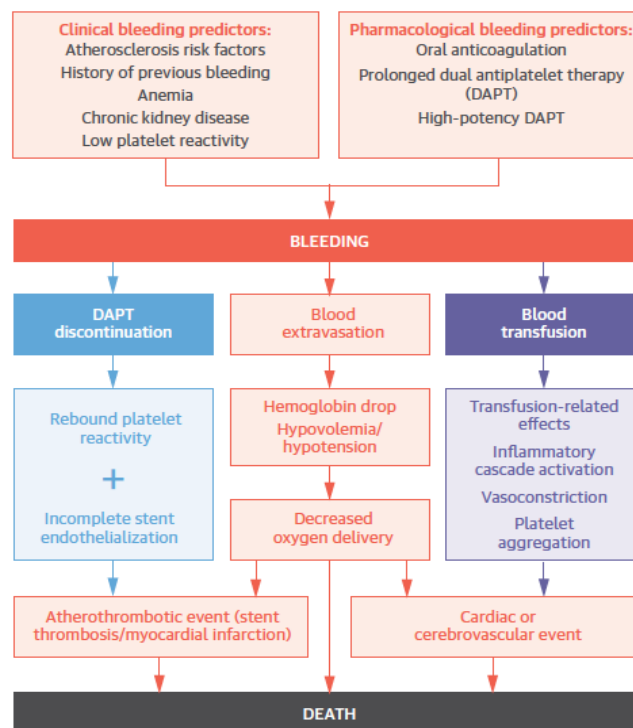 Clinical bleeding predictors:
Atherosclerosis risk factors
History of previous bleeding
Anemia
Chronic kidney disease
Low platelet reactivity
Pharmacological bleeding predictors:
Oral anticoagulation
Prolonged dual antiplatelet therapy
(DAPT)
High-potency DAPT
BLEEDING
DAPT
discontinuation
Blood
extravasation
Blood
transfusion
Rebound platelet
reactivity
+
Incomplete stent
endothelialization
Hemoglobin drop
Hypovolemia/
hypotension
Decreased
oxygen delivery
Transfusion-related
effects
Inflammatory
cascade activation
Vasoconstriction
Platelet
aggregation
Atherothrombotic event (stent
thrombosis/myocardial infarction)
Cardiac or
cerebrovascular event
DEATH